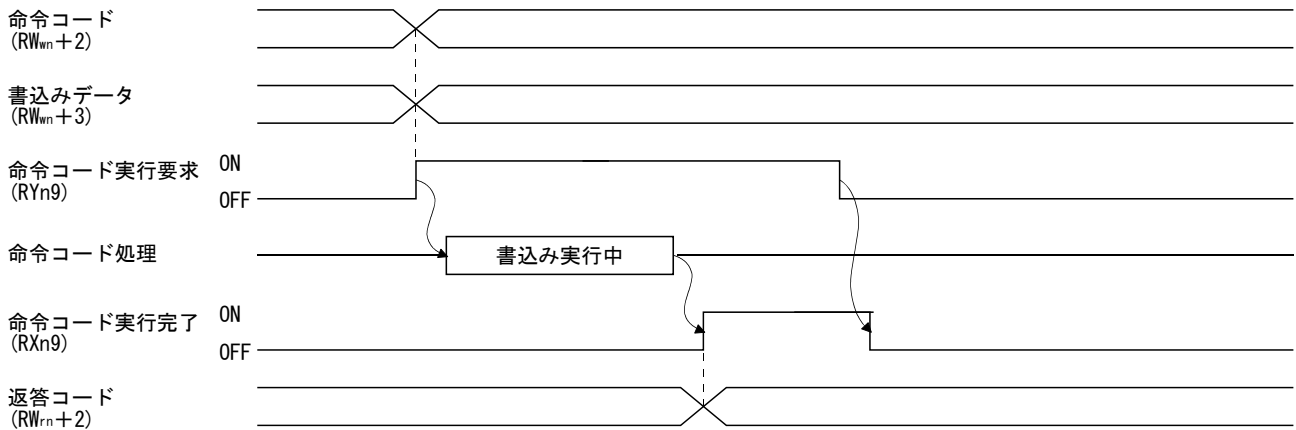 命令コード
(RWwn+2)
書込みデータ
(RWwn+3)
命令コード実行要求 ON
(RYn9) OFF
命令コード処理 書込み実行中
命令コード実行完了 ON
(RXn9) OFF
返答コード
(RWrn+2)